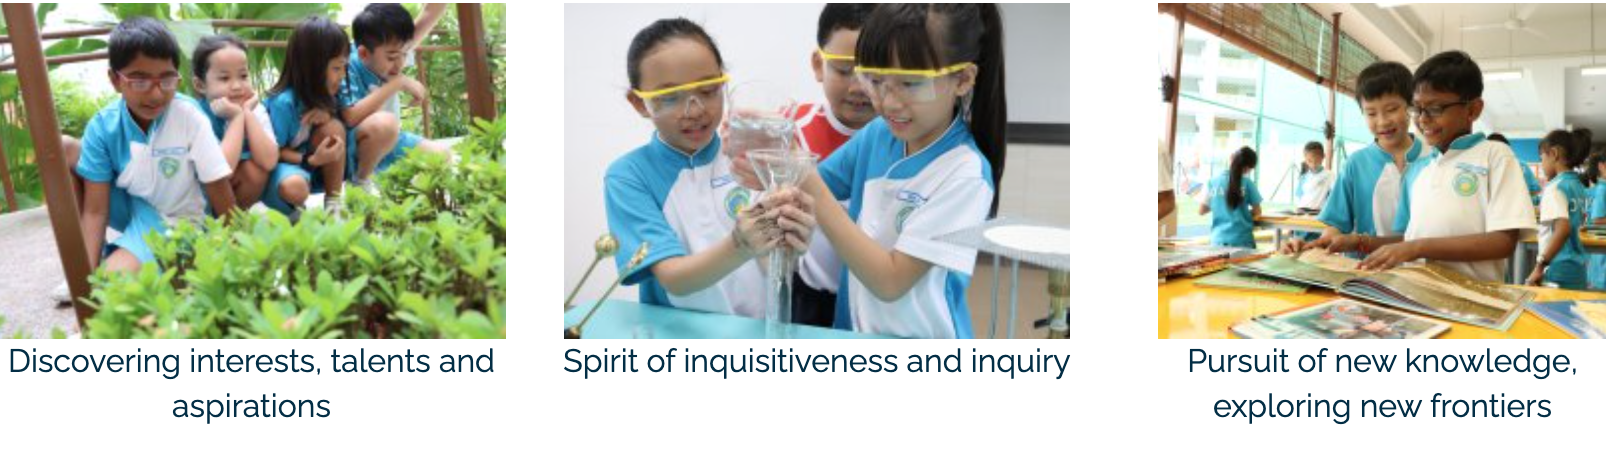 Discovering interests, talents and
aspirations
Spirit of inquisitiveness and inquiry
Pursuit of new knowledge,
exploring new frontiers